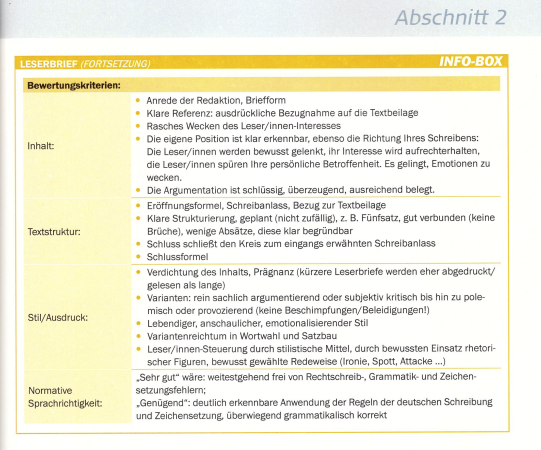 Abschnitt 2
LESERBRIEF (FORTSETZUNG)
INFO-BOX
Bewertungskriterien:
Inhalt:
• Anrede der Redaktion, Briefform
• Klare Referenz: ausdrückliche Bezugnahme auf die Textbeilage
• Rasches Wecken des Leser/innen-Interesses
• Die eigene Position ist klar erkennbar, ebenso die Richtung Ihres Schreibens:
Die Leser/innen werden bewusst gelenkt, ihr Interesse wird aufrechterhalten,
die Leser/innen spüren Ihre persönliche Betroffenheit. Es gelingt, Emotionen zu
wecken.
• Die Argumentation ist schlüssig, überzeugend, ausreichend belegt.
Textstruktur:
• Eröffnungsformel, Schreibanlass, Bezug zur Textbeilage
• Klare Strukturierung, geplant (nicht zufällig), z. B. Fünfsatz, gut verbunden (keine
Brüche), wenige Absätze, diese klar begründbar
• Schluss schließt den Kreis zum eingangs erwähnten Schreibanlass
• Schlussformel
Stil/Ausdruck:
• Verdichtung des Inhalts, Prägnanz (kürzere Leserbriefe werden eher abgedruckt/
gelesen als lange)
• Varianten: rein sachlich argumentierend oder subjektiv kritisch bis hin zu pole-
misch oder provozierend (keine Beschimpfungen/Beleidigungen!)
• Lebendiger, anschaulicher, emotionalisierender Stil
• Variantenreichtum in Wortwahl und Satzbau
• Leser/innen-Steuerung durch stilistische Mittel, durch bewussten Einsatz rhetori-
scher Figuren, bewusst gewählte Redeweise (Ironie, Spott, Attacke ...)
Normative
Sprachrichtigkeit:
„Sehr gut“ wäre: weitestgehend frei von Rechtschreib-, Grammatik- und Zeichen-
setzungsfehlern;
„Genügend“: deutlich erkennbare Anwendung der Regeln der deutschen Schreibung
und Zeichensetzung, überwiegend grammatikalisch korrekt